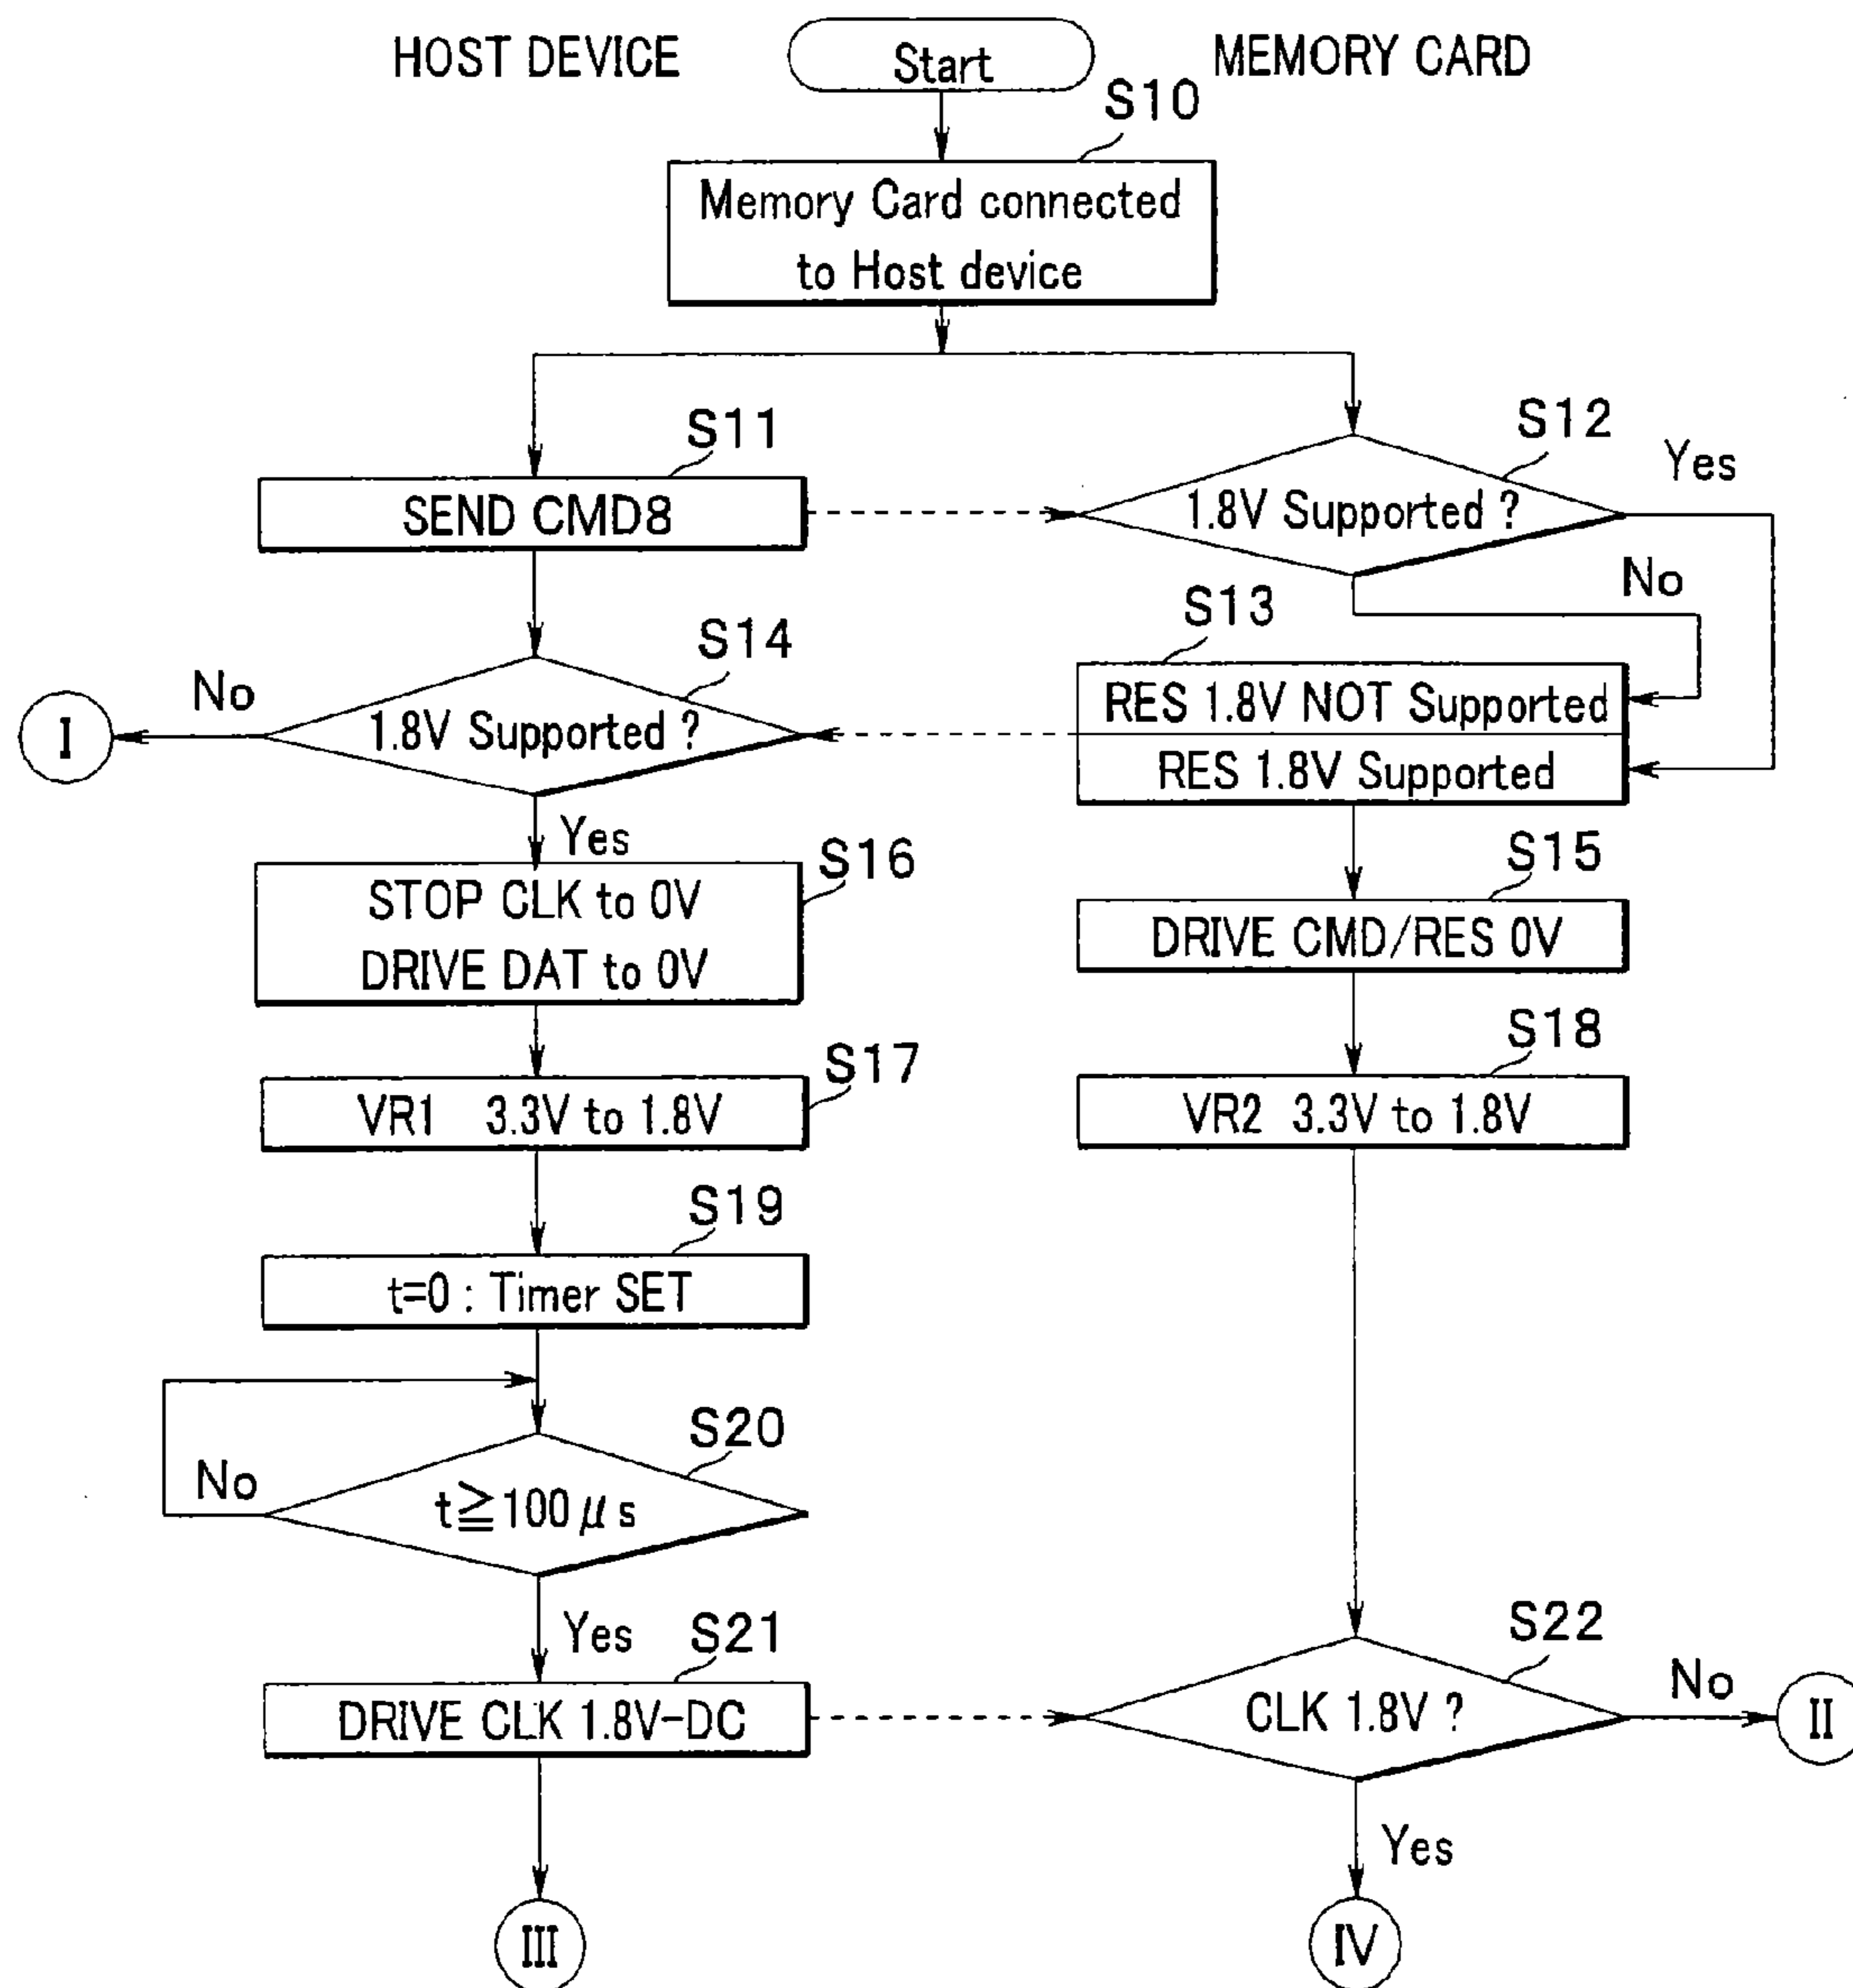 HOST DEVICE
Start
MEMORY CARD
S10
Memory Card connected
to Host device
S11
SEND CMD8
S12
1.8V Supported ?
Yes
No
S13
RES 1.8V NOT Supported
RES 1.8V Supported
S14
1.8V Supported ?
No
I
Yes
S15
DRIVE CMD/RES 0V
S16
STOP CLK to 0V
DRIVE DAT to 0V
S17
VR1 3.3V to 1.8V
S18
VR2 3.3V to 1.8V
S19
t=0 : Timer SET
S20
t≧100μs
No
Yes
S21
DRIVE CLK 1.8V-DC
S22
CLK 1.8V ?
No
II
Yes
III
IV